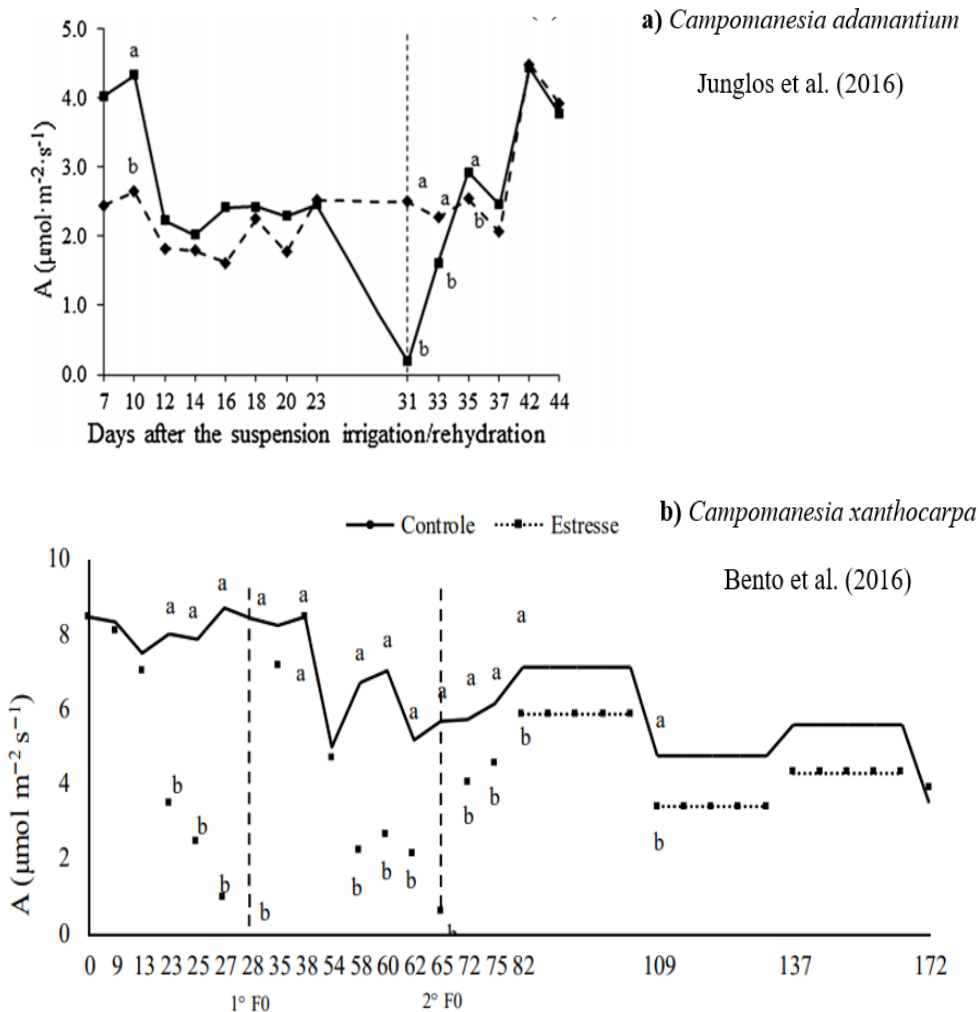 a) Campomanesia adamantium
Junglos et al. (2016)
5.0
4.0
3.0
2.0
1.0
0.0
A (μmol·m⁻²·s⁻¹)
a
b
a
a
a
b
b
b
7 10 12 14 16 18 20 23 31 33 35 37 42 44
Days after the suspension irrigation/rehydration
b) Campomanesia xanthocarpa
Bento et al. (2016)
Controle Estresse
10
8
6
4
2
0
A (μmol m⁻² s⁻¹)
a a a a a a a a a a a a a a a
b b b b b b b b b b b b
0 9 13 23 25 27 28 35 38 54 58 60 62 65 72 75 82 109 137 172
1° F0 2° F0